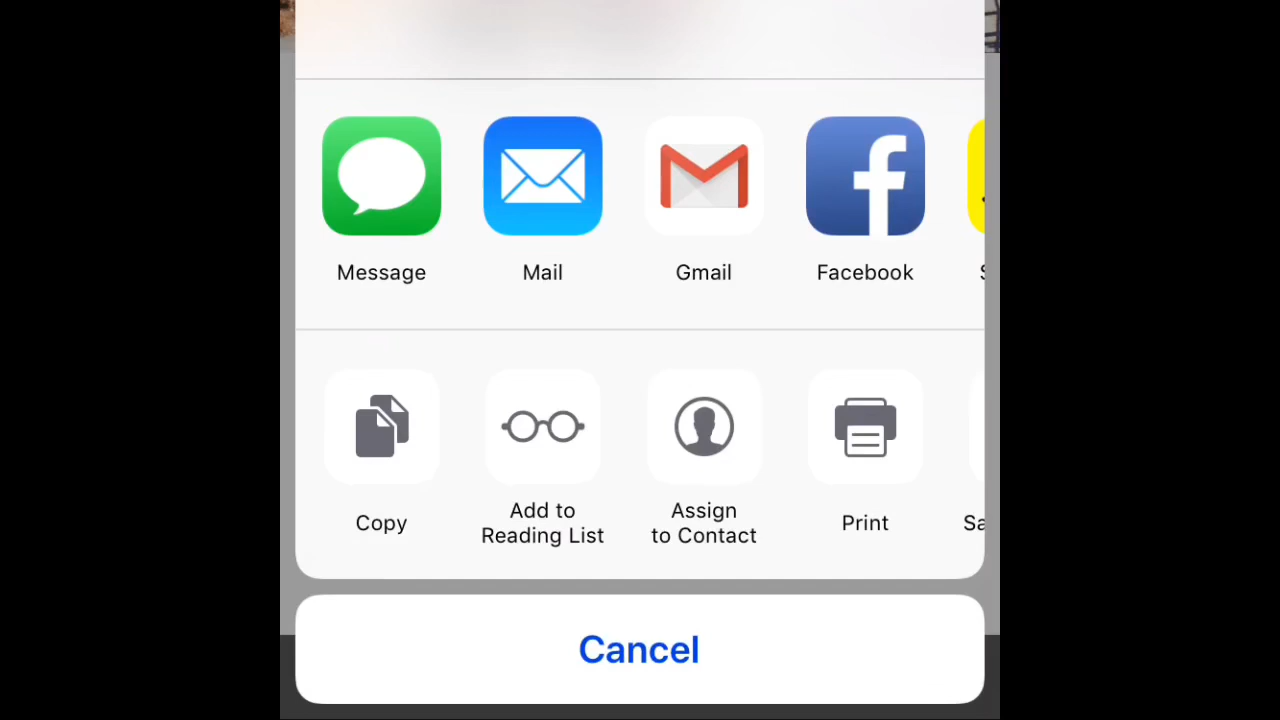 Message Mail Gmail Facebook
Copy
Add to
Reading List
Assign
to Contact
Print
Cancel